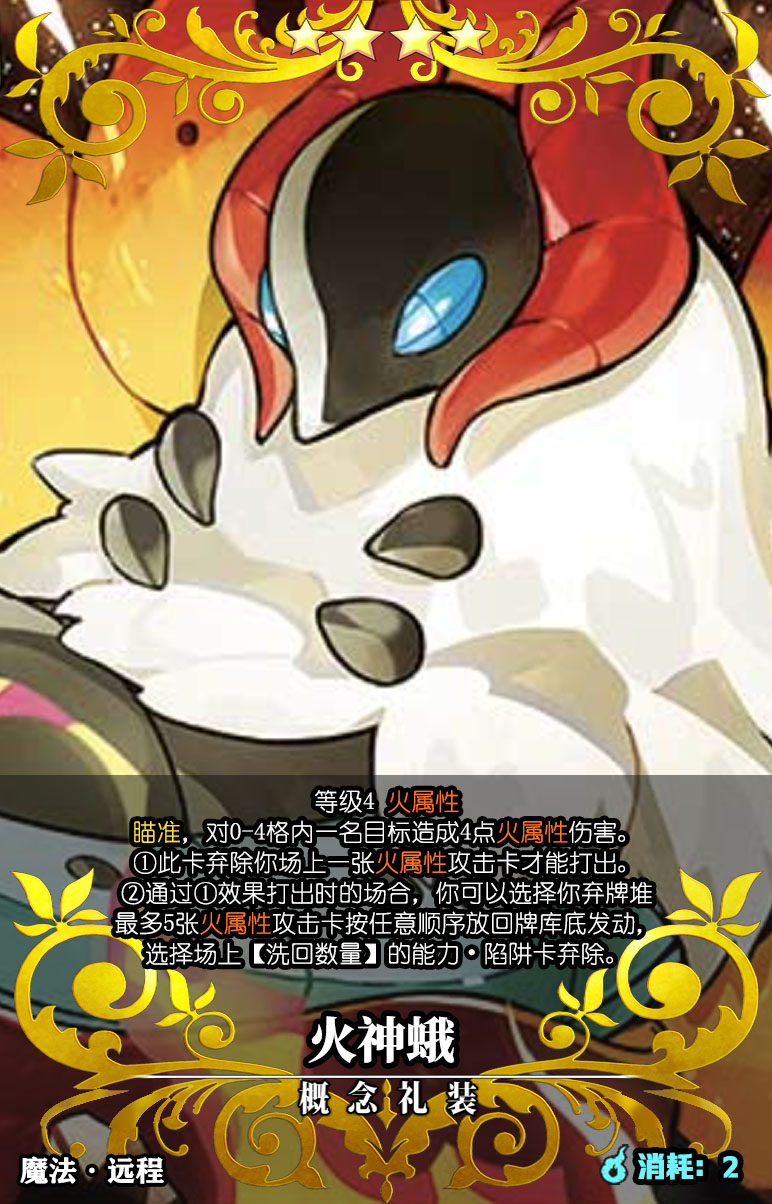 等级4 火属性
瞄准，对0-4格内一名目标造成4点火属性伤害。
①此卡弃除你场上一张火属性攻击卡才能打出。
②通过①效果打出时的场合，你可以选择你弃牌堆
最多5张火属性攻击卡按任意顺序放回牌库底发动，
选择场上【洗回数量】的能力·陷阱卡弃除。
火神蛾
概念礼装
魔法·远程
消耗：2